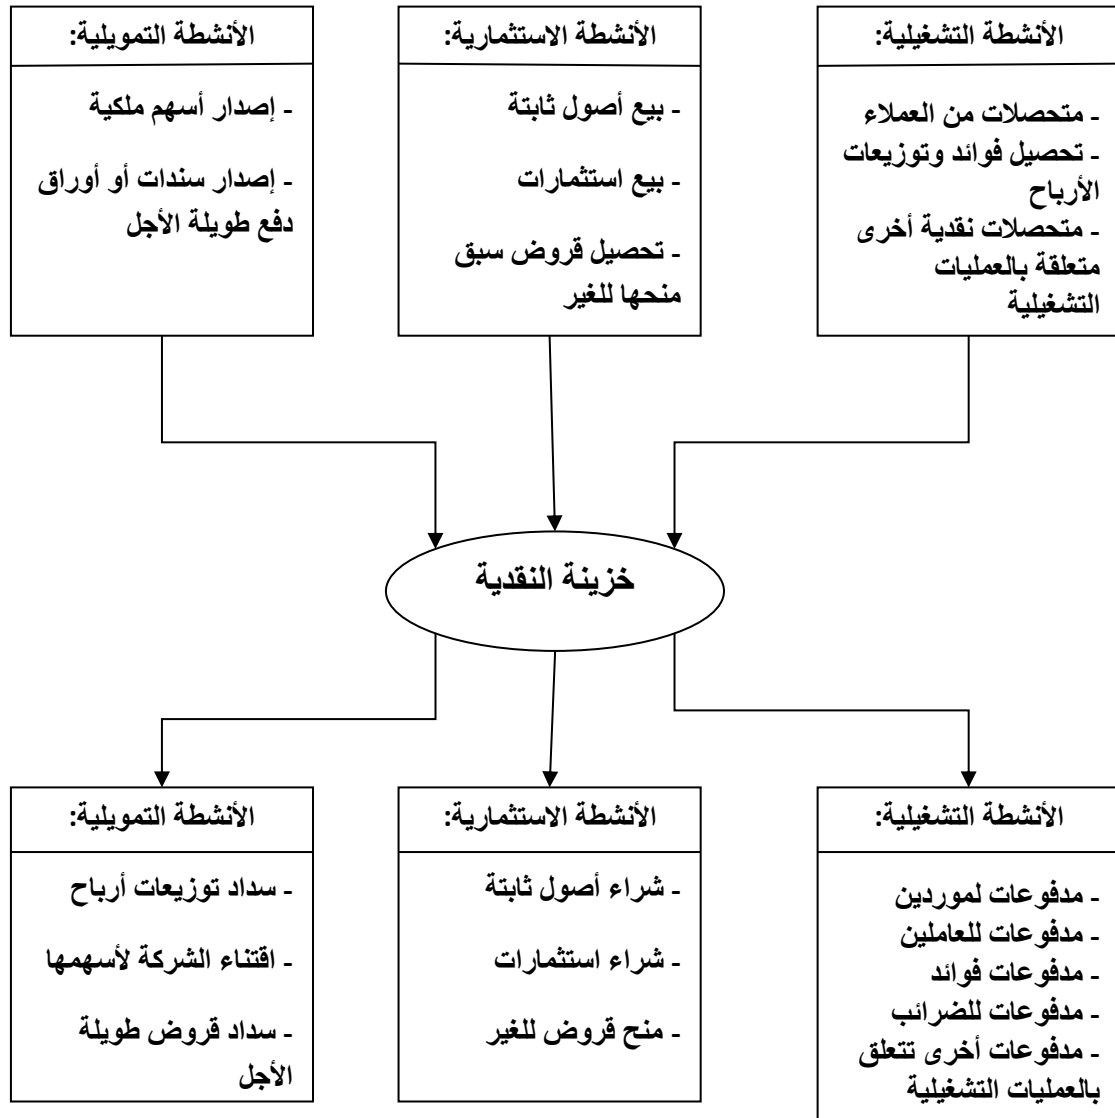 الأنشطة التشغيلية:
- متحصلات من العملاء
- تحصيل فوائد وتوزيعات
الأرباح
- متحصلات نقدية أخرى
متعلقة بالعمليات
التشغيلية
الأنشطة الاستثمارية:
- بيع أصول ثابتة
- بيع استثمارات
- تحصيل قروض سبق
منحها للغير
الأنشطة التمويلية:
- إصدار أسهم ملكية
- إصدار سندات أو أوراق
دفع طويلة الأجل
خزينة النقدية
الأنشطة التشغيلية:
- مدفوعات لموردين
- مدفوعات للعاملين
- مدفوعات فوائد
- مدفوعات للضرائب
- مدفوعات أخرى تتعلق
بالعمليات التشغيلية
الأنشطة الاستثمارية:
- شراء أصول ثابتة
- شراء استثمارات
- منح قروض للغير
الأنشطة التمويلية:
- سداد توزيعات أرباح
- اقتناء الشركة لأسهمها
- سداد قروض طويلة
الأجل